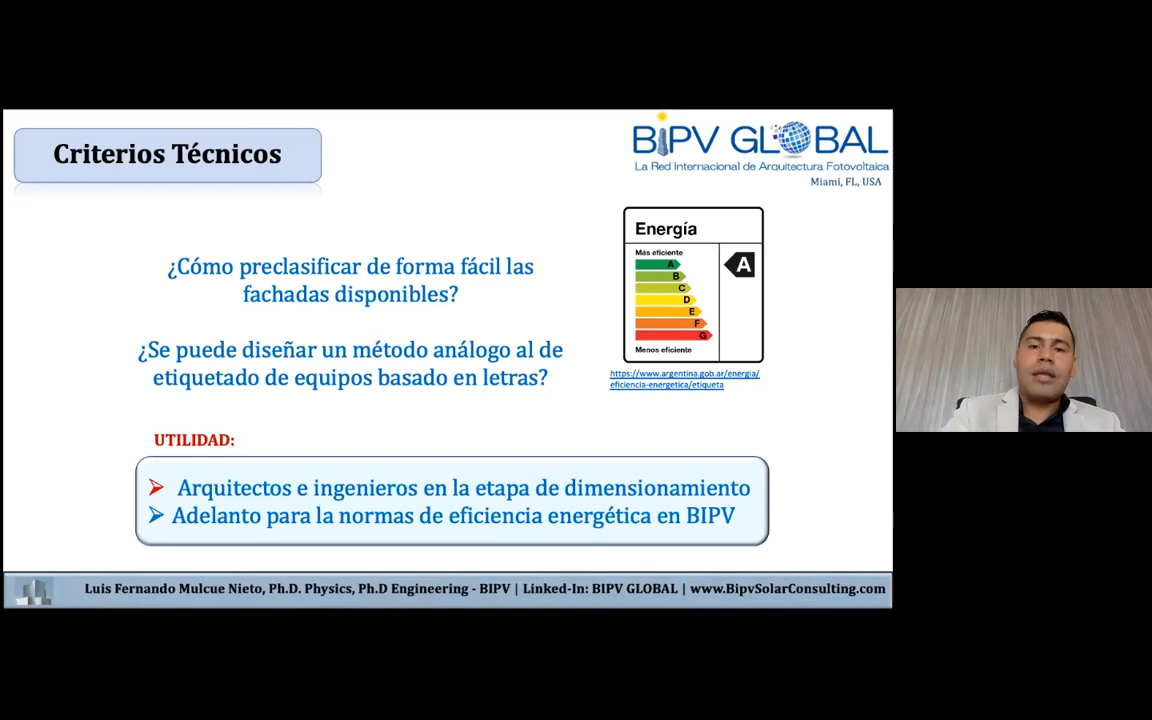 Criterios Técnicos
BIPV GLOBAL
La Red Internacional de Arquitectura Fotovoltaica
Miami, FL, USA
¿Cómo preclasificar de forma fácil las
fachadas disponibles?
¿Se puede diseñar un método análogo al de
etiquetado de equipos basado en letras?
Energía
Más eficiente
A
B
C
D
E
F
G
A
Menos eficiente
https://www.argentina.gob.ar/energia/
eficiencia-energetica/etiqueta
UTILIDAD:
Arquitectos e ingenieros en la etapa de dimensionamiento
Adelanto para la normas de eficiencia energética en BIPV
Luis Fernando Mulcue Nieto, Ph.D. Physics, Ph.D Engineering - BIPV | Linked-In: BIPV GLOBAL | www.BipvSolarConsulting.com